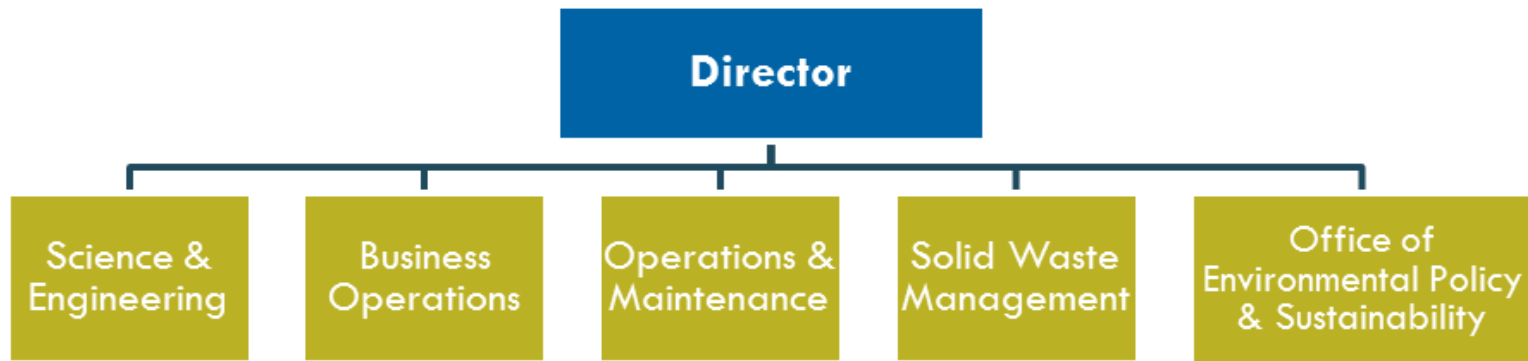 Director
Science &
Engineering
Business
Operations
Operations &
Maintenance
Solid Waste
Management
Office of
Environmental Policy
& Sustainability